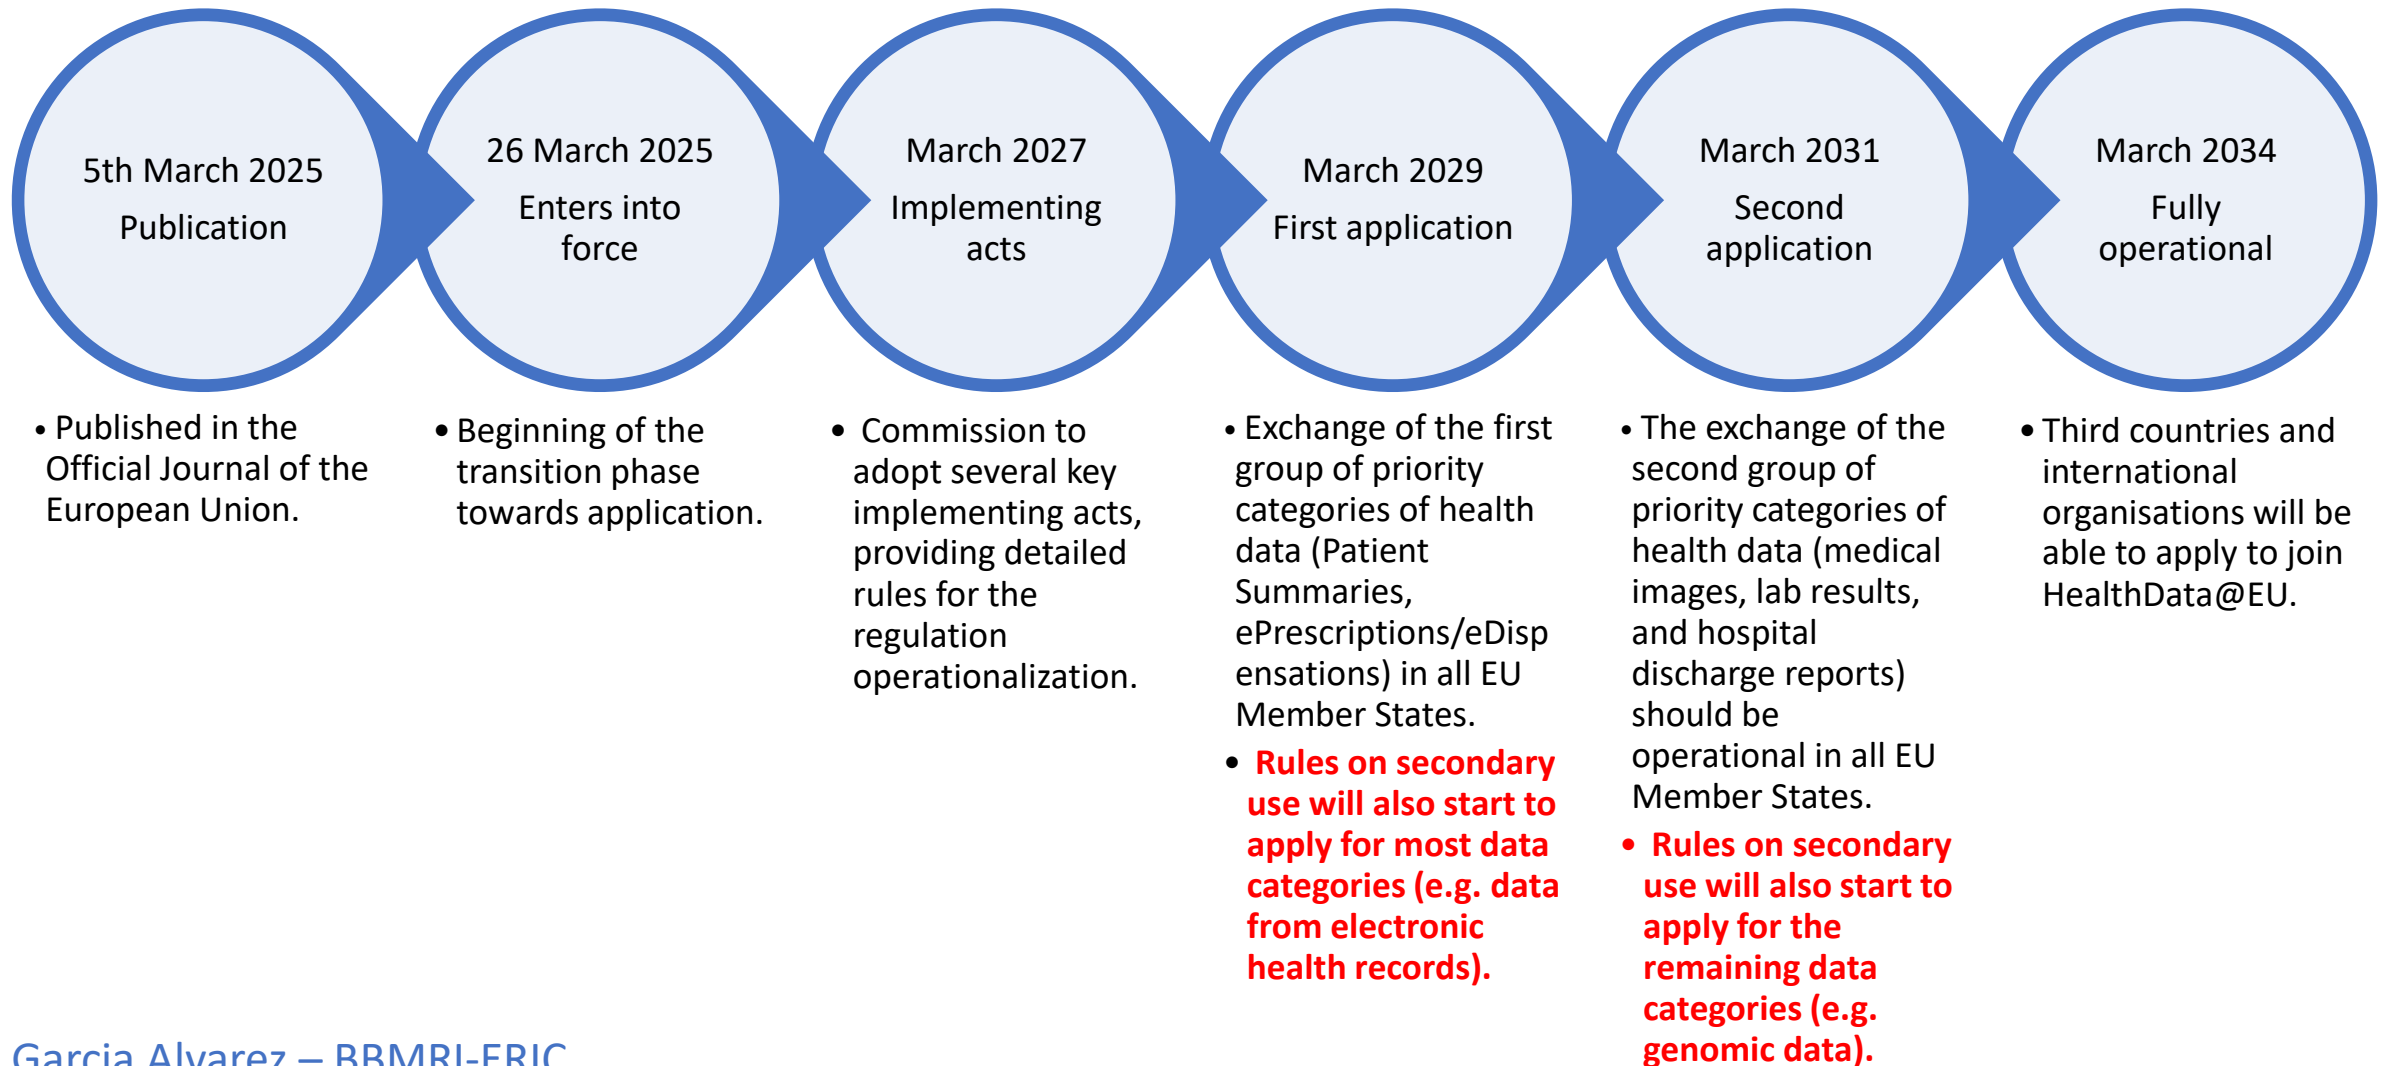 5th March 2025
Publication
26 March 2025
Enters into
force
March 2027
Implementing
acts
March 2029
First application
March 2031
Second
application
March 2034
Fully
operational
• Published in the
Official Journal of the
European Union.
• Beginning of the
transition phase
towards application.
• Commission to
adopt several key
implementing acts,
providing detailed
rules for the
regulation
operationalization.
• Exchange of the first
group of priority
categories of health
data (Patient
Summaries,
ePrescriptions/eDisp
ensations) in all EU
Member States.
• Rules on secondary
use will also start to
apply for most data
categories (e.g. data
from electronic
health records).
• The exchange of the
second group of
priority categories of
health data (medical
images, lab results,
and hospital
discharge reports)
should be
operational in all EU
Member States.
• Rules on secondary
use will also start to
apply for the
remaining data
categories (e.g.
genomic data).
• Third countries and
international
organisations will be
able to apply to join
HealthData@EU.
Garcia Alvarez – BBMRI-ERIC